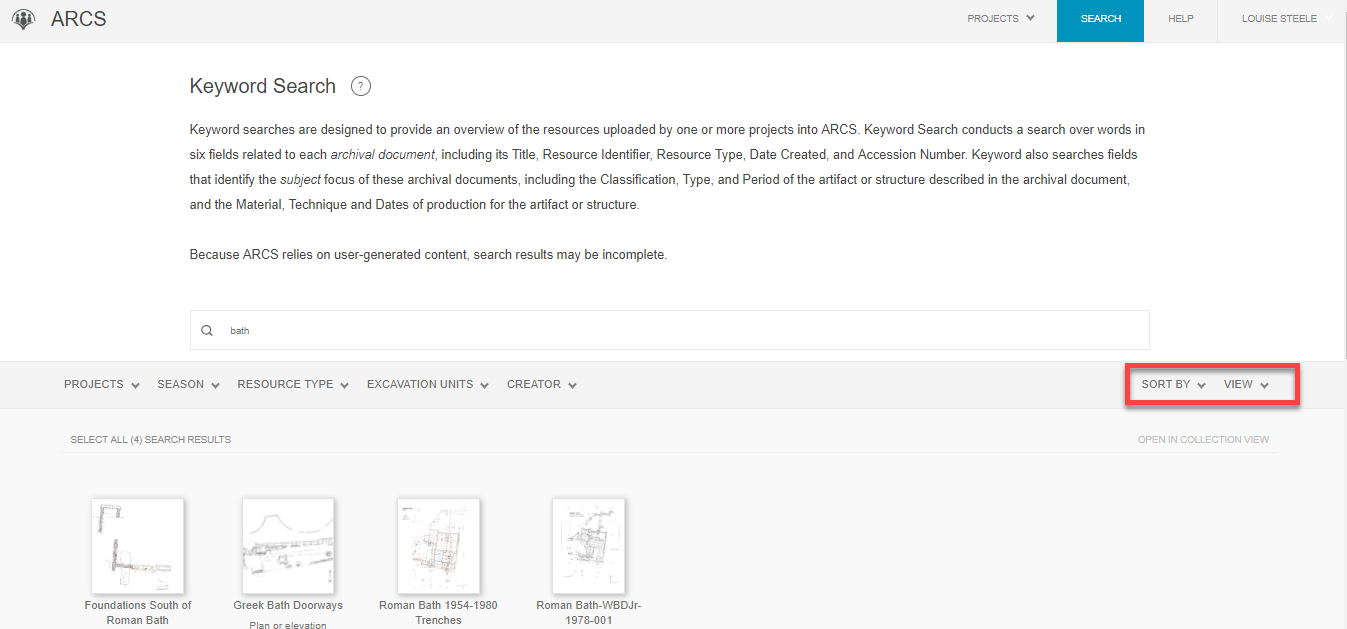 ARCS
PROJECTS
SEARCH
HELP
LOUISE STEELE
Keyword Search ?
Keyword searches are designed to provide an overview of the resources uploaded by one or more projects into ARCS. Keyword Search conducts a search over words in
six fields related to each archival document, including its Title, Resource Identifier, Resource Type, Date Created, and Accession Number. Keyword also searches fields
that identify the subject focus of these archival documents, including the Classification, Type, and Period of the artifact or structure described in the archival document,
and the Material, Technique and Dates of production for the artifact or structure.
Because ARCS relies on user-generated content, search results may be incomplete.
bath
PROJECTS
SEASON
RESOURCE TYPE
EXCAVATION UNITS
CREATOR
SORT BY
VIEW
SELECT ALL (4) SEARCH RESULTS
OPEN IN COLLECTION VIEW
Foundations South of
Roman Bath
Greek Bath Doorways
Plan or elevation
Roman Bath 1954-1980
Trenches
Roman Bath-WBDJr-
1978-001